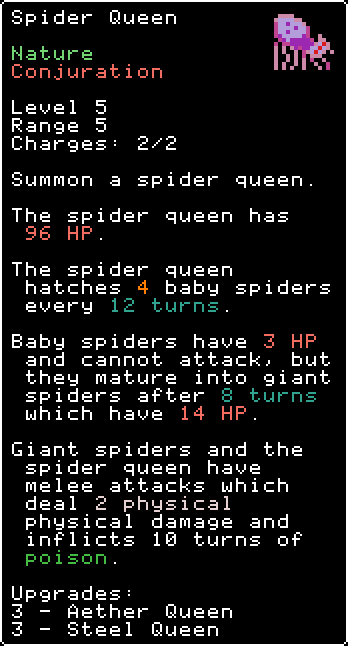 Spider Queen
Nature
Conjuration
Level 5
Range 5
Charges: 2/2
Summon a spider queen.
The spider queen has
96 HP.
The spider queen
hatches 4 baby spiders
every 12 turns.
Baby spiders have 3 HP
and cannot attack, but
they mature into giant
spiders after 8 turns
which have 14 HP.
Giant spiders and the
spider queen have
melee attacks which
deal 2 physical
physical damage and
inflicts 10 turns of
poison.
Upgrades:
3 - Aether Queen
3 - Steel Queen